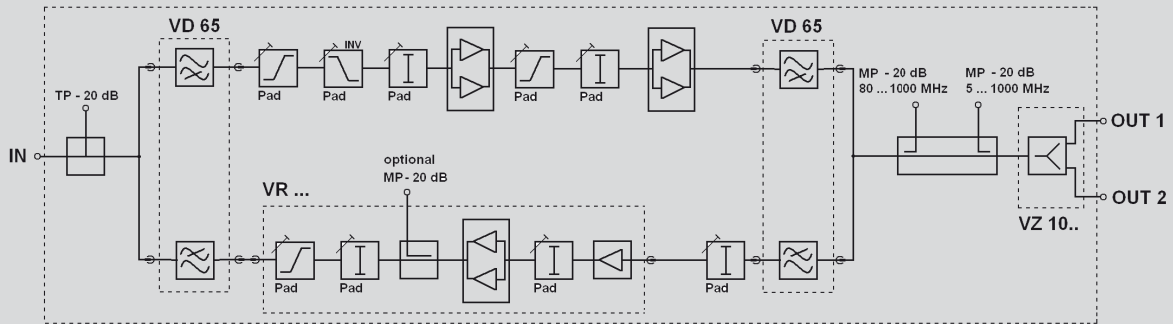 VD 65
VD 65
INV
Pad
Pad
Pad
Pad
Pad
TP - 20 dB
MP - 20 dB
80 ... 1000 MHz
MP - 20 dB
5 ... 1000 MHz
IN
OUT 1
OUT 2
VZ 10..
optional
MP - 20 dB
VR ...
Pad
Pad
Pad
Pad